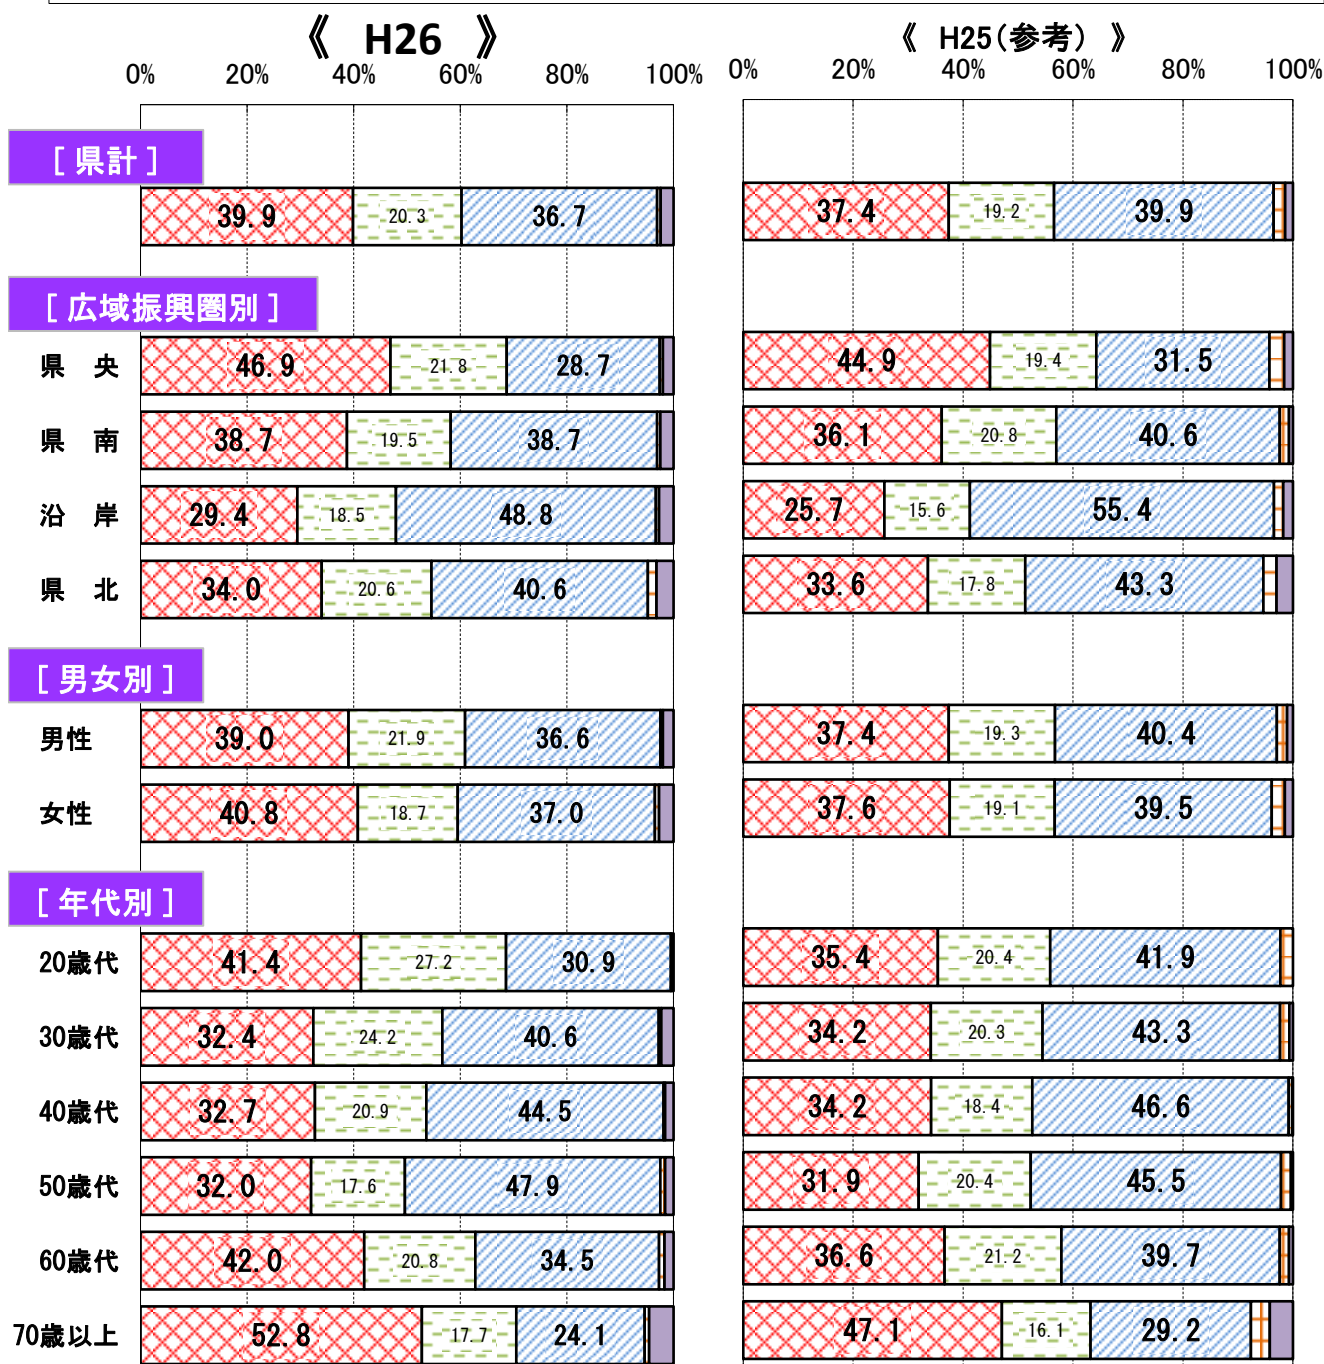 《 H26 》 《 H25(参考) 》
0% 20% 40% 60% 80% 100% 0% 20% 40% 60% 80% 100%
[ 県計 ]
39.9 20.3 36.7 37.4 19.2 39.9
[ 広域振興圏別 ]
県 央 46.9 21.8 28.7 44.9 19.4 31.5
県 南 38.7 19.5 38.7 36.1 20.8 40.6
沿 岸 29.4 18.5 48.8 25.7 15.6 55.4
県 北 34.0 20.6 40.6 33.6 17.8 43.3
[ 男女別 ]
男性 39.0 21.9 36.6 37.4 19.3 40.4
女性 40.8 18.7 37.0 37.6 19.1 39.5
[ 年代別 ]
20歳代 41.4 27.2 30.9 35.4 20.4 41.9
30歳代 32.4 24.2 40.6 34.2 20.3 43.3
40歳代 32.7 20.9 44.5 34.2 18.4 46.6
50歳代 32.0 17.6 47.9 31.9 20.4 45.5
60歳代 42.0 20.8 34.5 36.6 21.2 39.7
70歳以上 52.8 17.7 24.1 47.1 16.1 29.2